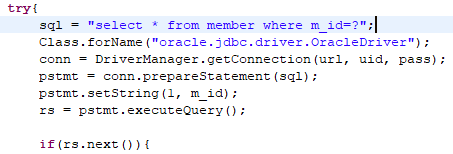 try{
sql = "select * from member where m_id=?";
Class.forName("oracle.jdbc.driver.OracleDriver");
conn = DriverManager.getConnection(url, uid, pass);
pstmt = conn.prepareStatement(sql);
pstmt.setString(1, m_id);
rs = pstmt.executeQuery();
if(rs.next()){